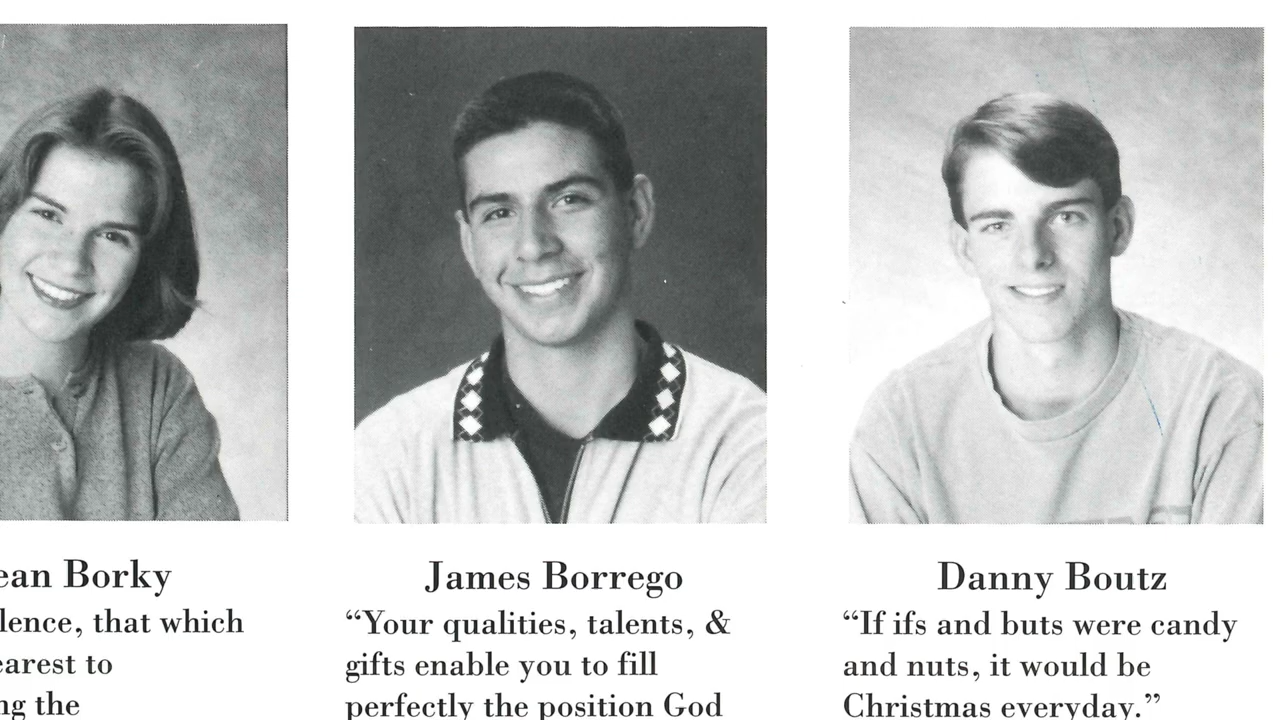 ean Borky
lence, that which
earest to
ng the
James Borrego
“Your qualities, talents, &
gifts enable you to fill
perfectly the position God
Danny Boutz
“If ifs and buts were candy
and nuts, it would be
Christmas everyday.”